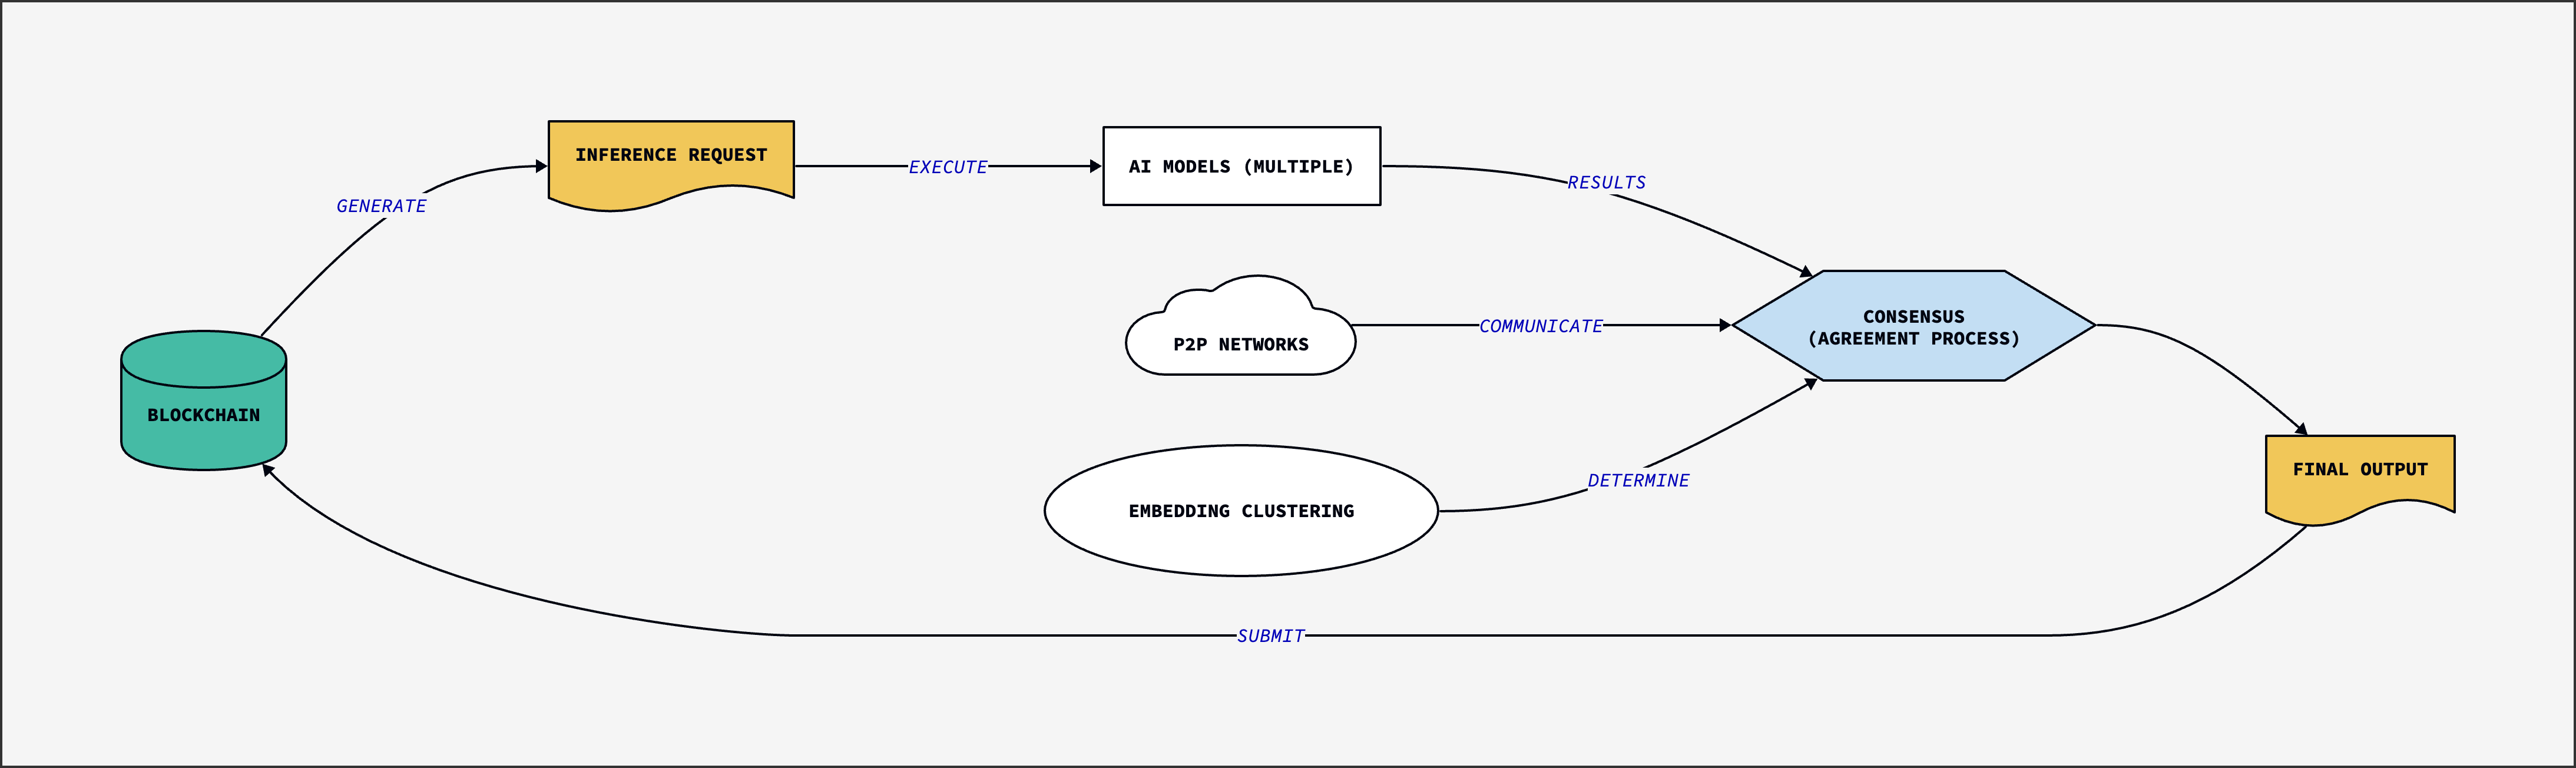 INFERENCE REQUEST
EXECUTE
AI MODELS (MULTIPLE)
RESULTS
GENERATE
P2P NETWORKS
COMMUNICATE
CONSENSUS
(AGREEMENT PROCESS)
BLOCKCHAIN
EMBEDDING CLUSTERING
DETERMINE
FINAL OUTPUT
SUBMIT